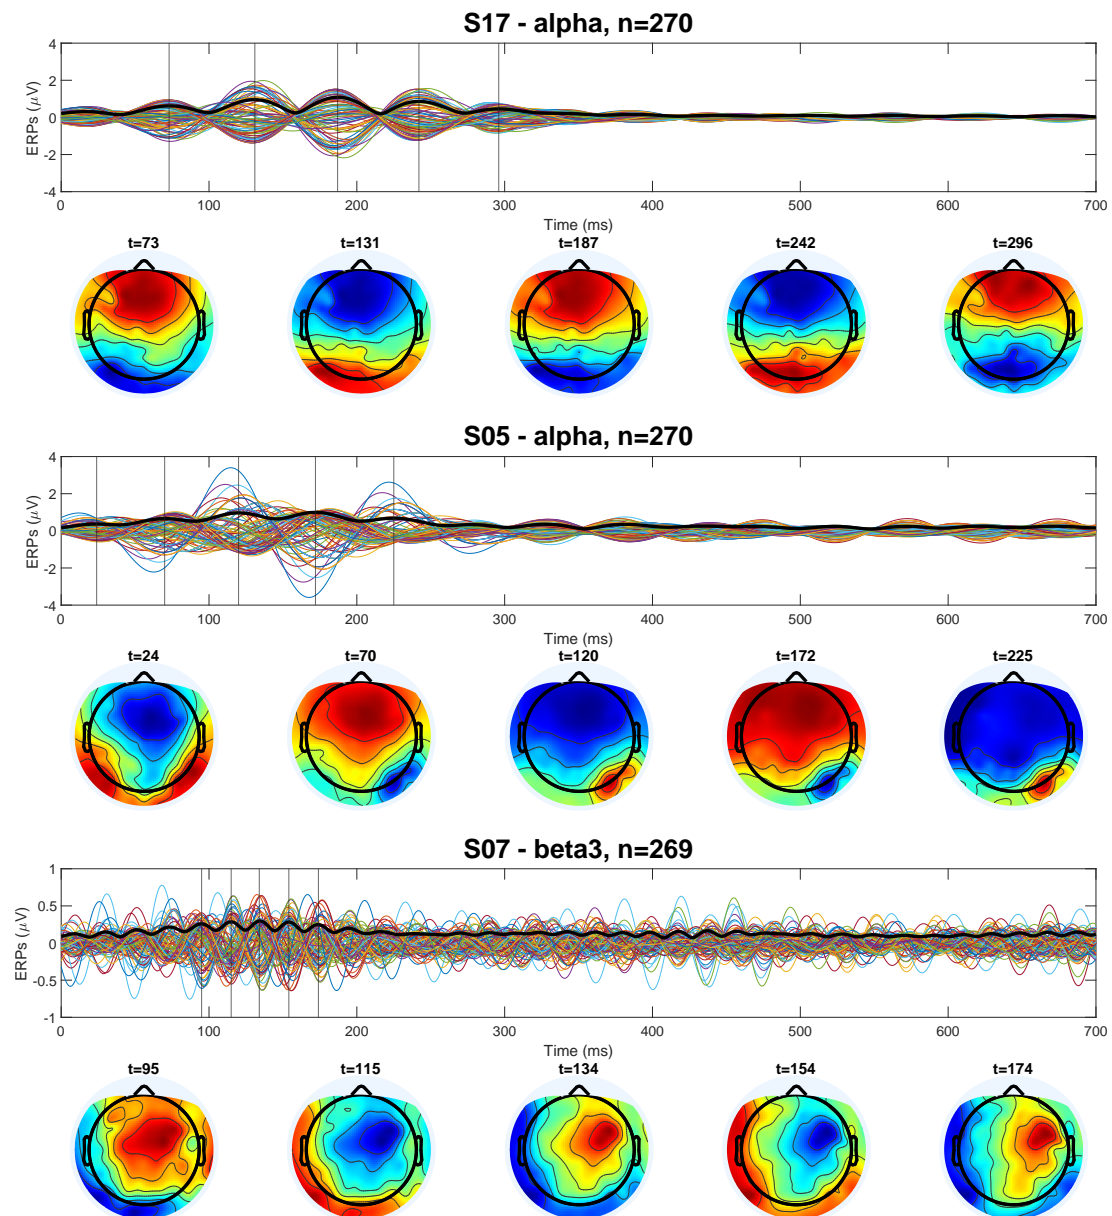 S17 - alpha, n=270
ERPs (μV)
4
2
0
-2
-4
0 100 200 300 400 500 600 700
Time (ms)
t=73 t=131 t=187 t=242 t=296
S05 - alpha, n=270
ERPs (μV)
4
2
0
-2
-4
0 100 200 300 400 500 600 700
Time (ms)
t=24 t=70 t=120 t=172 t=225
S07 - beta3, n=269
ERPs (μV)
1
0.5
0
-0.5
-1
0 100 200 300 400 500 600 700
Time (ms)
t=95 t=115 t=134 t=154 t=174